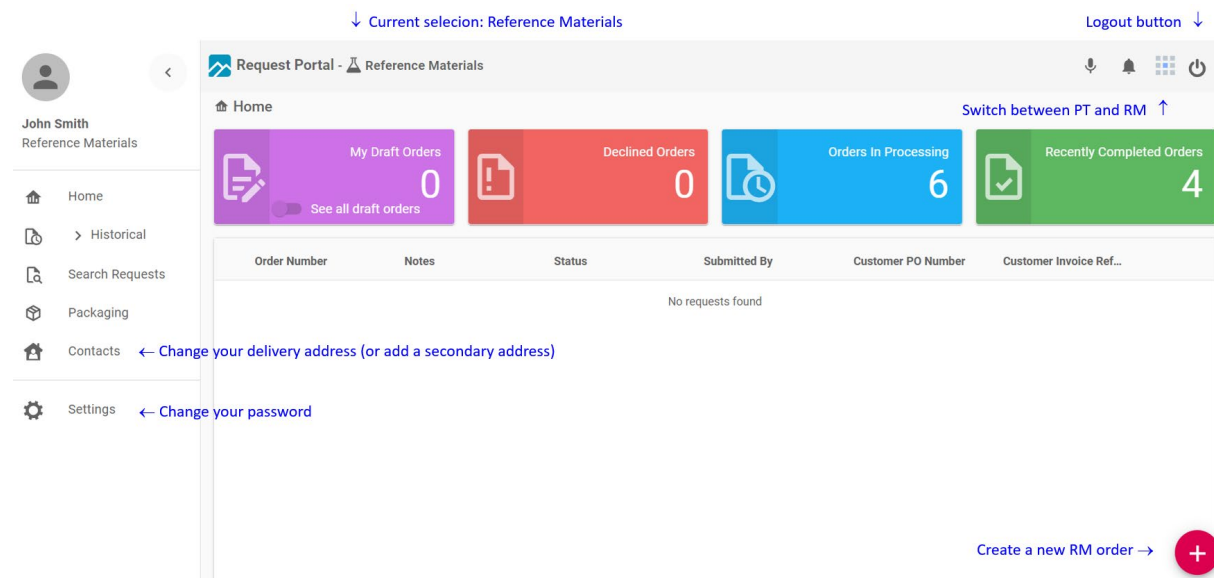 ↓ Current selecion: Reference Materials
Logout button ↓
Request Portal - Reference Materials
John Smith
Reference Materials
Home
Switch between PT and RM ↑
My Draft Orders
0
See all draft orders
Declined Orders
0
Orders In Processing
6
Recently Completed Orders
4
Home
Historical
Search Requests
Packaging
Contacts ← Change your delivery address (or add a secondary address)
Settings ← Change your password
Order Number Notes Status Submitted By Customer PO Number Customer Invoice Ref...
No requests found
Create a new RM order →